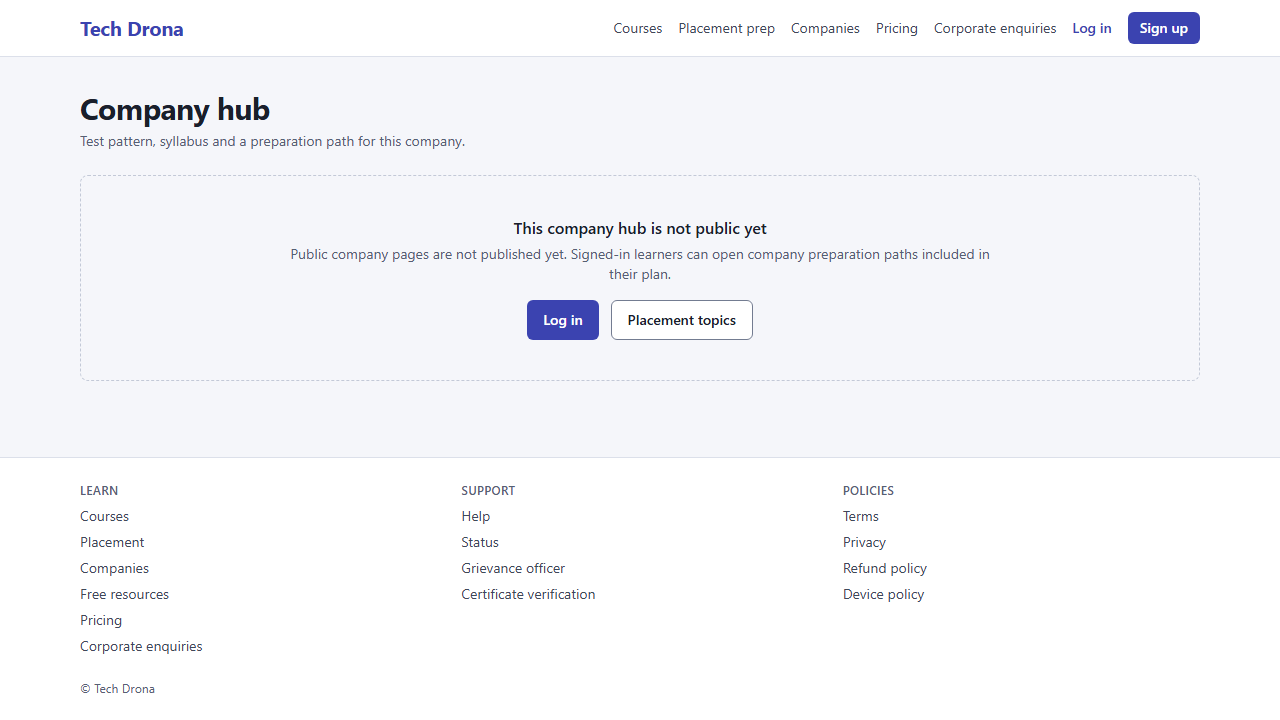 Tech Drona
Courses
Placement prep
Companies
Pricing
Corporate enquiries
Log in
Sign up
Company hub
Test pattern, syllabus and a preparation path for this company.
This company hub is not public yet
Public company pages are not published yet. Signed-in learners can open company preparation paths included in
their plan.
Log in
Placement topics
LEARN
Courses
Placement
Companies
Free resources
Pricing
Corporate enquiries
SUPPORT
Help
Status
Grievance officer
Certificate verification
POLICIES
Terms
Privacy
Refund policy
Device policy
© Tech Drona